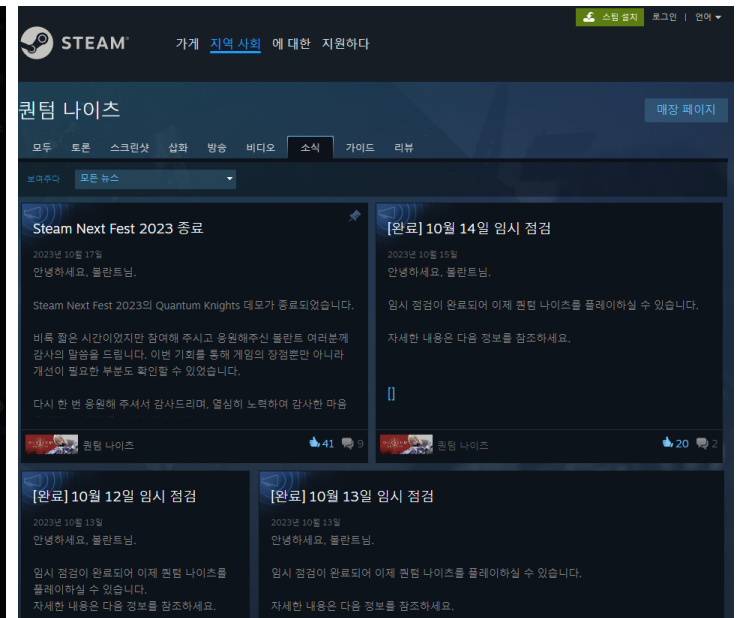 스팀 설치 로그인 | 언어
STEAM 가게 지역 사회 에 대한 지원하다
퀀텀 나이츠
매장 페이지
모두 토론 스크린샷 삽화 방송 비디오 소식 가이드 리뷰
보여주다 모든 뉴스
Steam Next Fest 2023 종료
2023년 10월 17일
안녕하세요, 볼란트님.
Steam Next Fest 2023의 Quantum Knights 데모가 종료되었습니다.
비록 짧은 시간이었지만 참여해 주시고 응원해주신 볼란트 여러분께
감사의 말씀을 드립니다. 이번 기회를 통해 게임의 장점뿐만 아니라
개선이 필요한 부분도 확인할 수 있었습니다.
다시 한 번 응원해 주셔서 감사드리며, 열심히 노력하여 감사한 마음
퀀텀 나이츠 41 9
[완료] 10월 14일 임시 점검
2023년 10월 15일
안녕하세요, 볼란트님.
임시 점검이 완료되어 이제 퀀텀 나이츠를 플레이하실 수 있습니다.
자세한 내용은 다음 정보를 참조하세요.
[]
퀀텀 나이츠 20 2
[완료] 10월 12일 임시 점검
2023년 10월 13일
안녕하세요, 볼란트님.
임시 점검이 완료되어 이제 퀀텀 나이츠를
플레이하실 수 있습니다.
자세한 내용은 다음 정보를 참조하세요.
[완료] 10월 13일 임시 점검
2023년 10월 13일
안녕하세요, 볼란트님.
임시 점검이 완료되어 이제 퀀텀 나이츠를 플레이하실 수 있습니다.
자세한 내용은 다음 정보를 참조하세요.